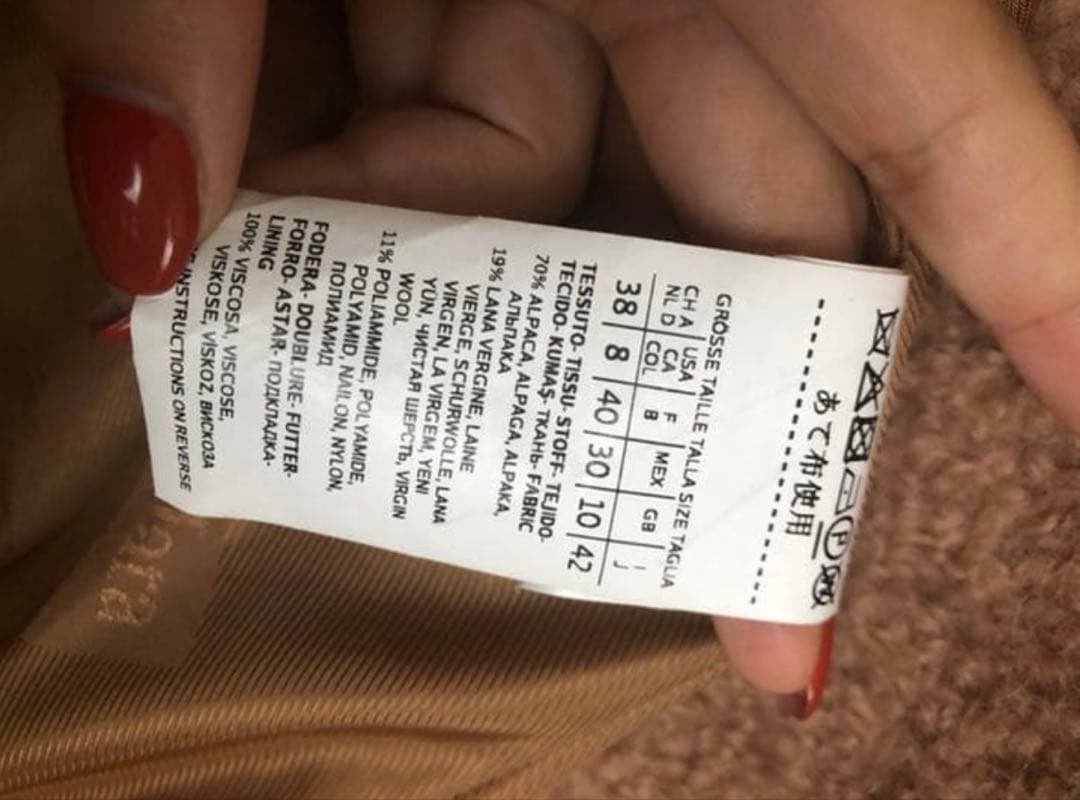 あて布使用
GRÖSSE TAILLE TALLA SIZE TAGLIA
CH A | USA | F | MEX | GB | I
NL D | CA | B | J
COL
38 | 8 | 40 | 30 | 10 | 42
TESSUTO- TISSU- STOFF- TEJIDO-
TECIDO- KUMAŞ- ТКАНЬ- FABRIC
70% ALPACA, ALPAGA, ALPAKA,
АЛЬПАКА
19% LANA VERGINE, LAINE
VIERGE, SCHURWOLLE, LANA
VIRGEN, LA VIRGEM, YENI
YÜN, ЧИСТАЯ ШЕРСТЬ, VIRGIN
WOOL
11% POLIAMMIDE, POLYAMIDE,
POLYAMID, NAILON, NYLON,
ПОЛИАМИД
FODERA- DOUBLURE- FUTTER-
FORRO- ASTAR- ПОДКЛАДКА-
LINING
100% VISCOSA, VISCOSE,
VISKOSE, VİSKOZ, ВИСКОЗА
INSTRUCTIONS ON REVERSE